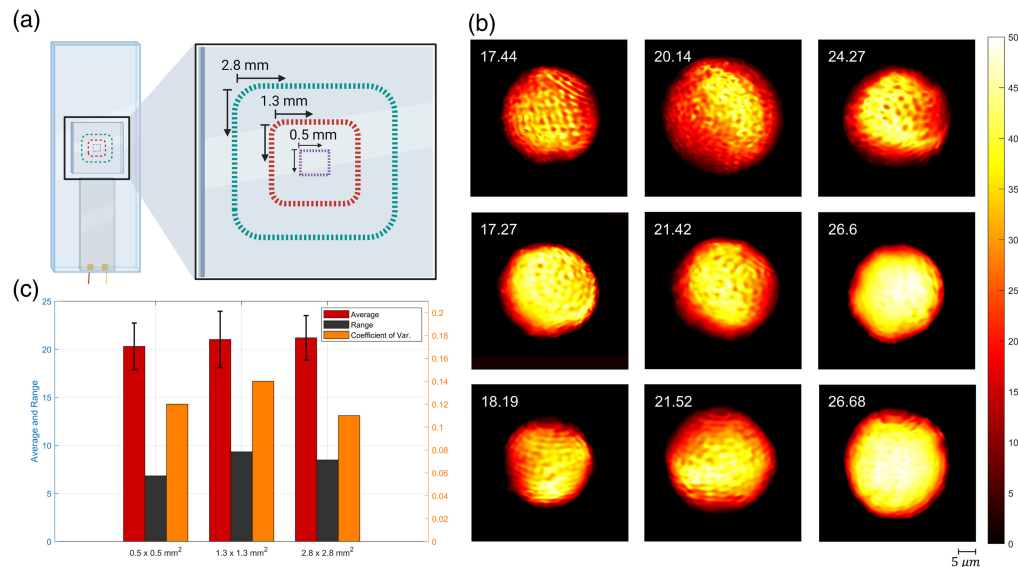 (a)
2.8 mm
1.3 mm
0.5 mm
(b)
17.44
20.14
24.27
17.27
21.42
26.6
18.19
21.52
26.68
50
45
40
35
30
25
20
15
10
5
0
5 μm
(c)
Average and Range
25
20
15
10
5
0
Average
Range
Coefficient of Var.
0.2
0.18
0.16
0.14
0.12
0.1
0.08
0.06
0.04
0.02
0
0.5 x 0.5 mm²
1.3 x 1.3 mm²
2.8 x 2.8 mm²